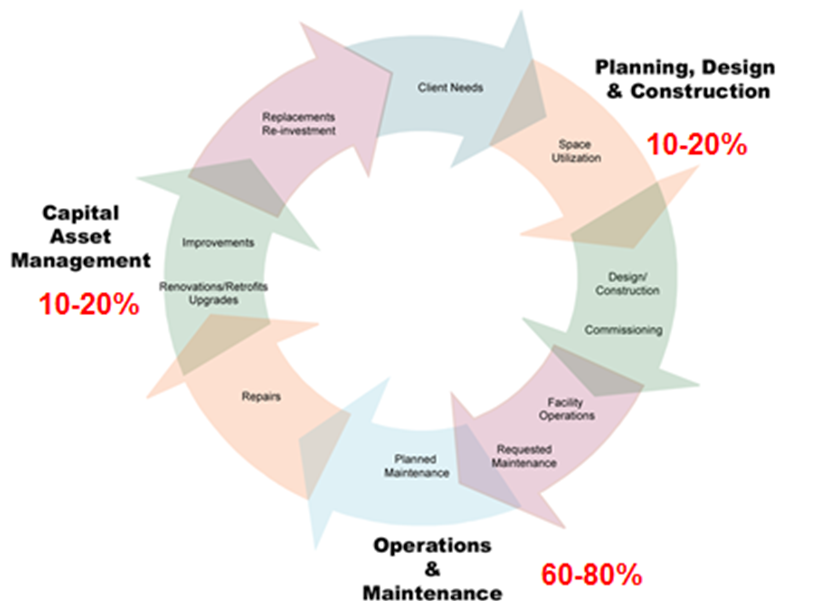 Client Needs
Planning, Design
& Construction
10-20%
Space
Utilization
Design/
Construction
Commissioning
Facility
Operations
Requested
Maintenance
Planned
Maintenance
Operations
&
Maintenance
60-80%
Repairs
Renovations/Retrofits
Upgrades
Improvements
Capital
Asset
Management
10-20%
Replacements
Re-investment